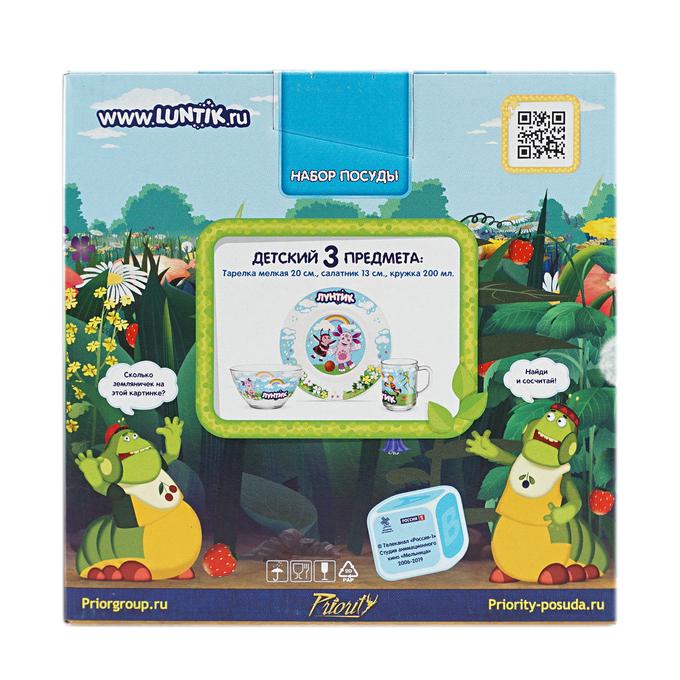 www.LUNTIK.ru
НАБОР ПОСУДЫ
ДЕТСКИЙ 3 ПРЕДМЕТА:
Тарелка мелкая 20 см., салатник 13 см., кружка 200 мл.
ЛУНТИК
ЛУНТИК
Сколько
земляничек на
этой картинке?
Найди
и сосчитай!
РОССИЯ 1
© Телеканал «Россия-1»
Студия анимационного
кино «Мельница»
2006-2019
B
20
PAP
Priorgroup.ru
Priority
Priority-posuda.ru